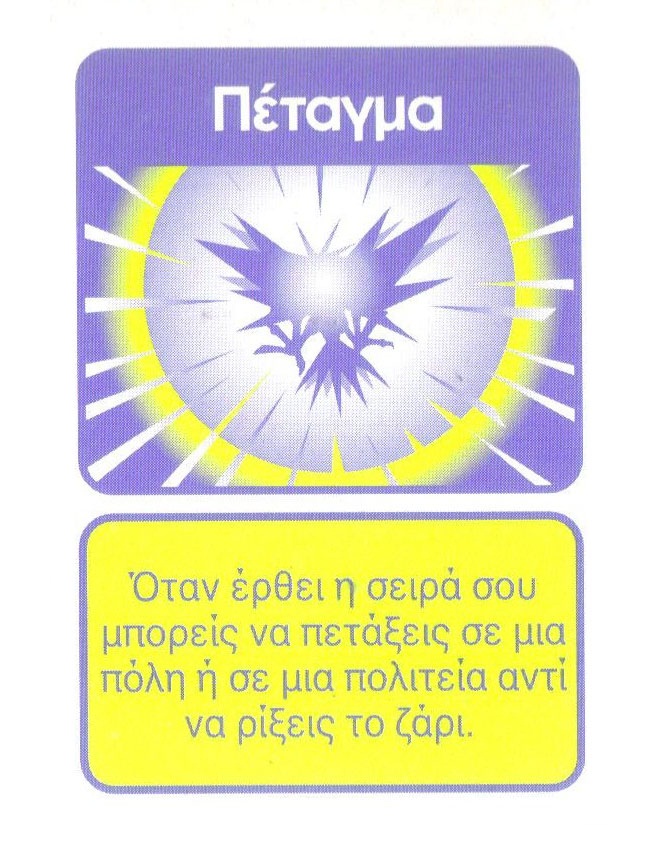 Πέταγμα
Όταν έρθει η σειρά σου
μπορείς να πετάξεις σε μια
πόλη ή σε μια πολιτεία αντί
να ρίξεις το ζάρι.